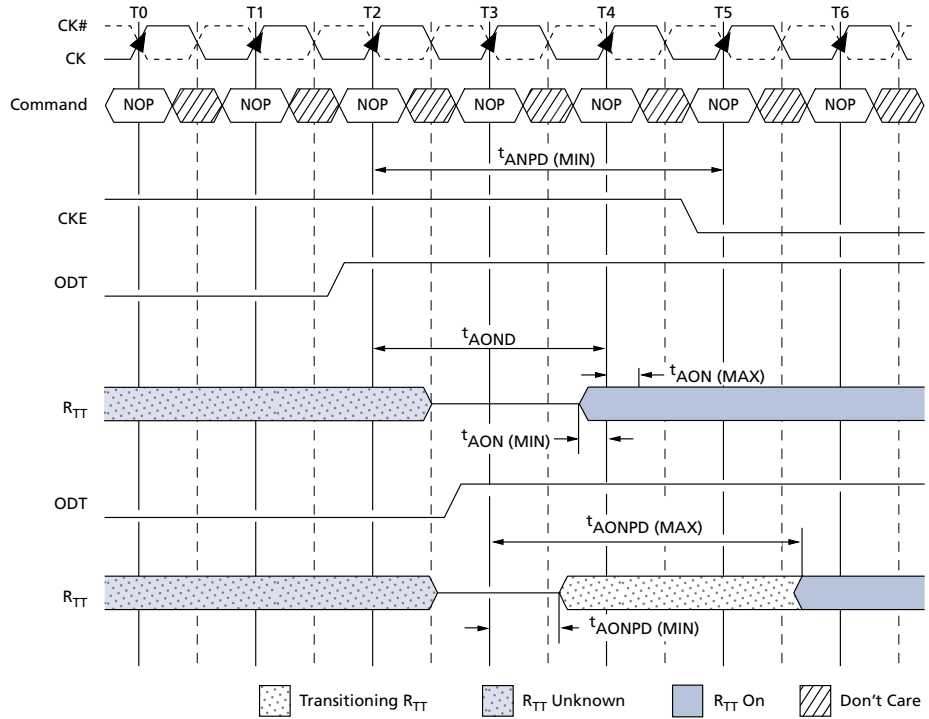 CK#
T0 T1 T2 T3 T4 T5 T6
CK
Command NOP NOP NOP NOP NOP NOP NOP
tANPD (MIN)
CKE
ODT
tAOND
tAON (MAX)
RTT
tAON (MIN)
ODT
tAONPD (MAX)
RTT
tAONPD (MIN)
Transitioning RTT RTT Unknown RTT On Don't Care